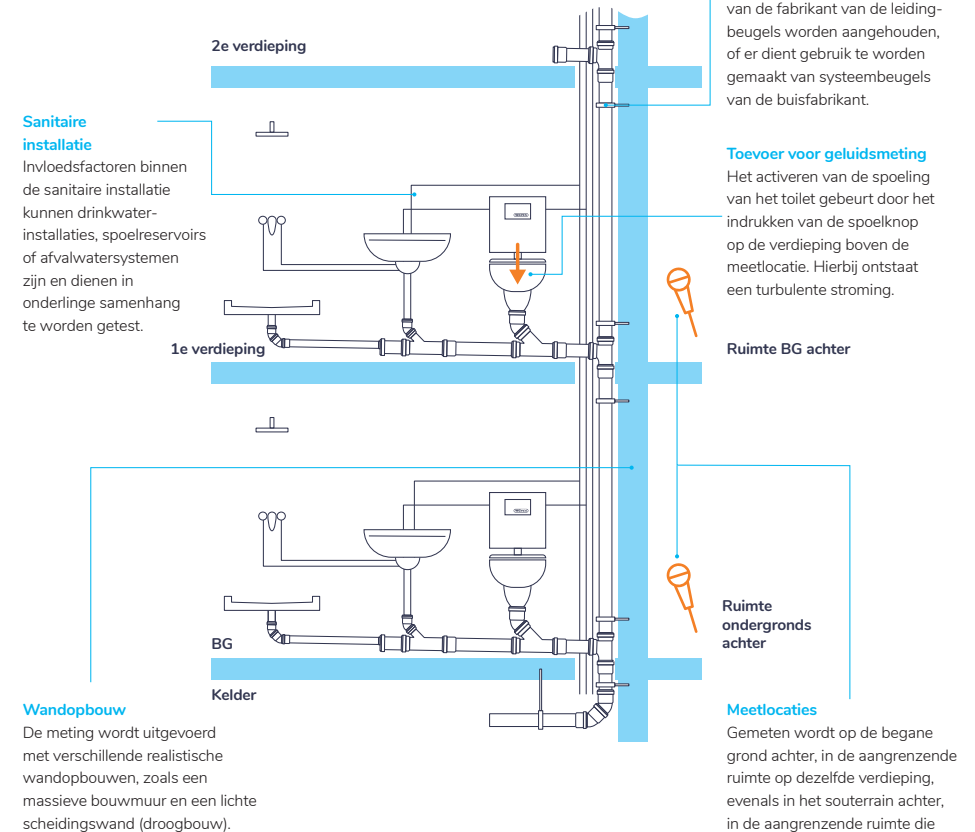 van de fabrikant van de leiding-
beugels worden aangehouden,
of er dient gebruik te worden
gemaakt van systeembeugels
van de buisfabrikant.
2e verdieping
Sanitaire
installatie
Invloedsfactoren binnen
de sanitaire installatie
kunnen drinkwater-
installaties, spoelreservoirs
of afvalwatersystemen
zijn en dienen in
onderlinge samenhang
te worden getest.
Toevoer voor geluidsmeting
Het activeren van de spoeling
van het toilet gebeurt door het
indrukken van de spoelknop
op de verdieping boven de
meetlocatie. Hierbij ontstaat
een turbulente stroming.
1e verdieping
Ruimte BG achter
Ruimte
ondergronds
achter
BG
Kelder
Wandopbouw
De meting wordt uitgevoerd
met verschillende realistische
wandopbouwen, zoals een
massieve bouwmuur en een lichte
scheidingswand (droogbouw).
Meetlocaties
Gemeten wordt op de begane
grond achter, in de aangrenzende
ruimte op dezelfde verdieping,
evenals in het souterrain achter,
in de aangrenzende ruimte die